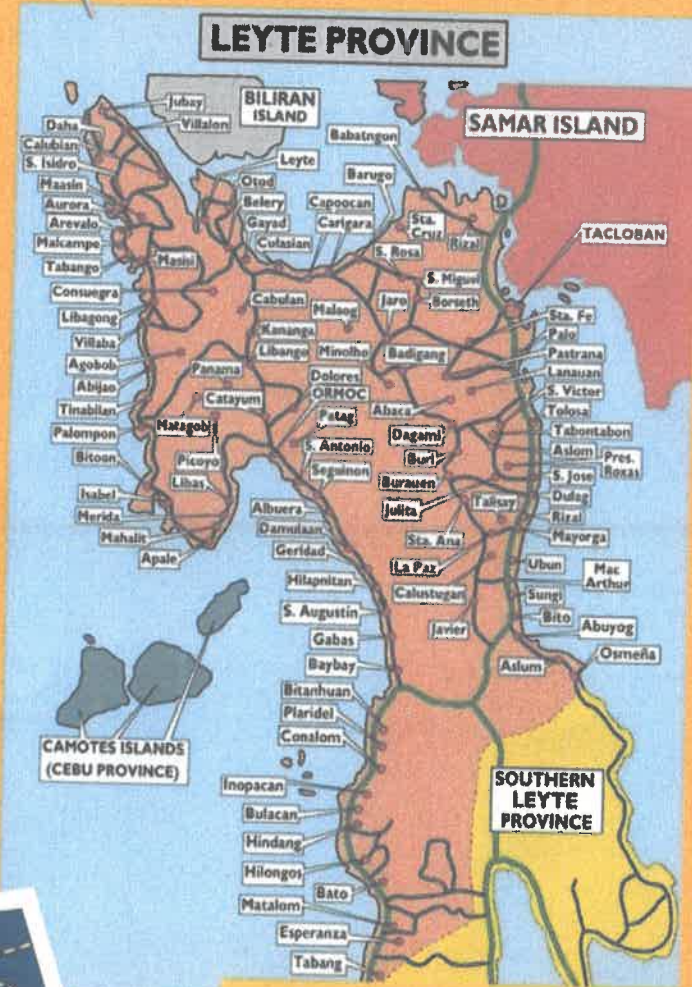 LEYTE PROVINCE
Jubay
Villalon
BILIRAN
ISLAND
SAMAR ISLAND
Daha
Calubian
S. Isidro
Maasin
Aurora
Arevalo
Malcampe
Tabango
Masisi
Consuegra
Libagong
Villaba
Agobob
Abijao
Tinabilan
Palompon
Bitoon
Isabel
Merida
Mahalit
Apale
Leyte
Otod
Belery
Gayad
Culasian
Capoocan
Carigara
Barugo
Babatngon
Sta.
Cruz
Rizal
S. Rosa
S. Miguel
Borseth
TACLOBAN
Cabulan
Malaog
Jaro
Kananga
Libango
Minolho
Badigang
Dolores
ORMOC
Panama
Catayum
Matagob
Picoyo
Libas
Patag
S. Antonio
Seguinon
Abaca
Dagami
Buri
Burauen
Julita
Sta. Ana
Talisay
La Paz
Calustugan
Javier
Sta. Fe
Palo
Pastrana
Lanauan
S. Victor
Tolosa
Tabontabon
Aslom
Pres.
Roxas
S. Jose
Dulag
Rizal
Mayorga
Ubun
Mac
Arthur
Sungi
Bito
Abuyog
Osmeña
Aslum
Albuera
Damulaan
Geridad
Hilapnitan
S. Augustin
Gabas
Baybay
Bitanhuan
Plaridel
Conalom
CAMOTES ISLANDS
(CEBU PROVINCE)
Inopacan
Bulacan
Hindang
Hilongos
Bato
Matalom
Esperanza
Tabang
SOUTHERN
LEYTE
PROVINCE